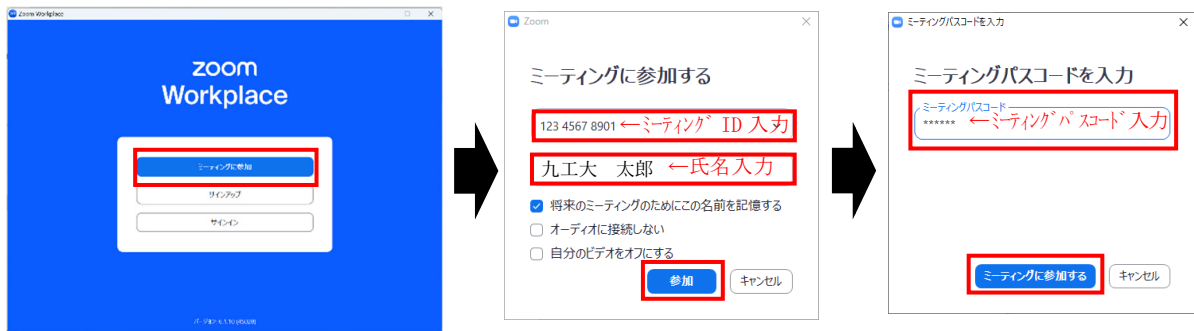 Zoom Workplace
zoom
Workplace
ミーティングに参加
サインアップ
サインイン
バージョン: 6.1.10 (45028)
Zoom
ミーティングに参加する
123 4567 8901 ←ﾐｰﾃｨﾝｸﾞ ID 入力
九工大　太郎 ←氏名入力
将来のミーティングのためにこの名前を記憶する
オーディオに接続しない
自分のビデオをオフにする
参加 キャンセル
ミーティングパスコードを入力
ミーティングパスコードを入力
ミーティングパスコード
****** ←ﾐｰﾃｨﾝｸﾞﾊﾟｽｺｰﾄﾞ入力
ミーティングに参加する キャンセル